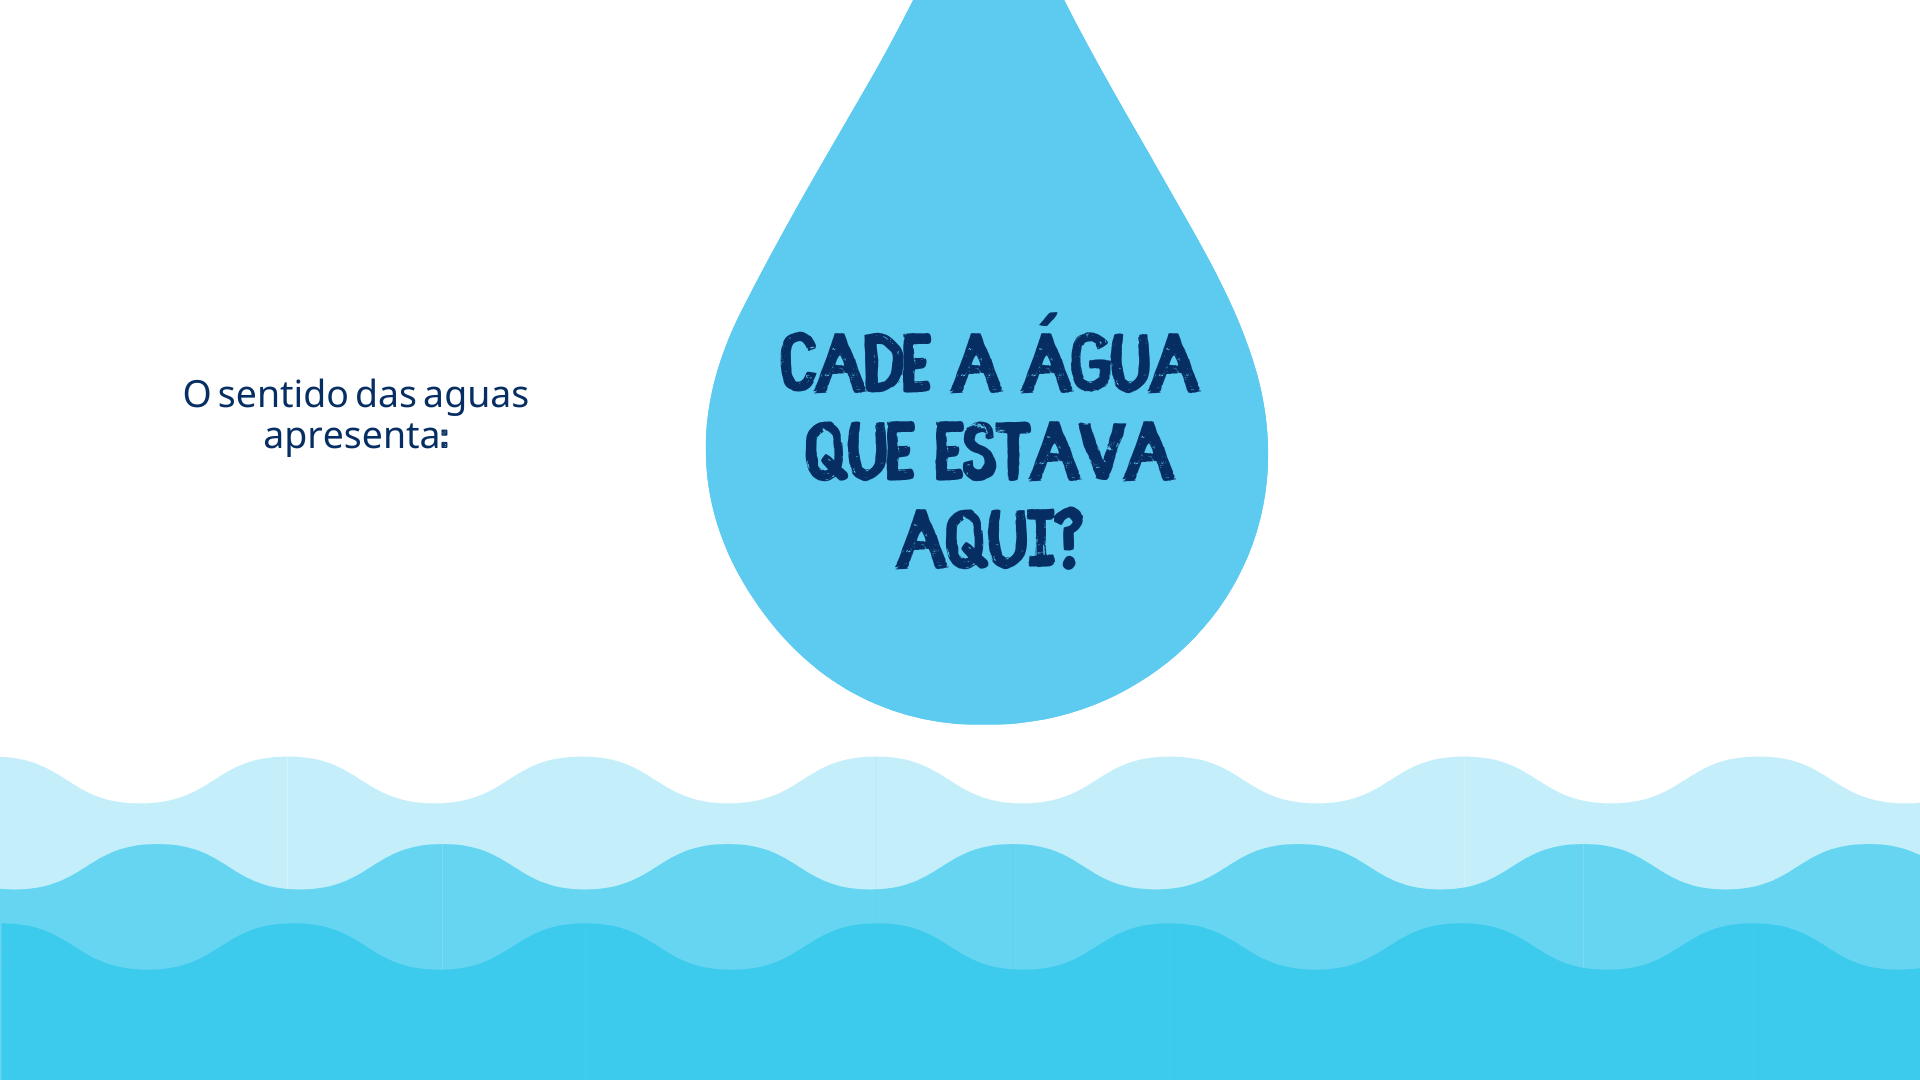 O sentido das aguas
apresenta:
CADE A ÁGUA
QUE ESTAVA
AQUI?